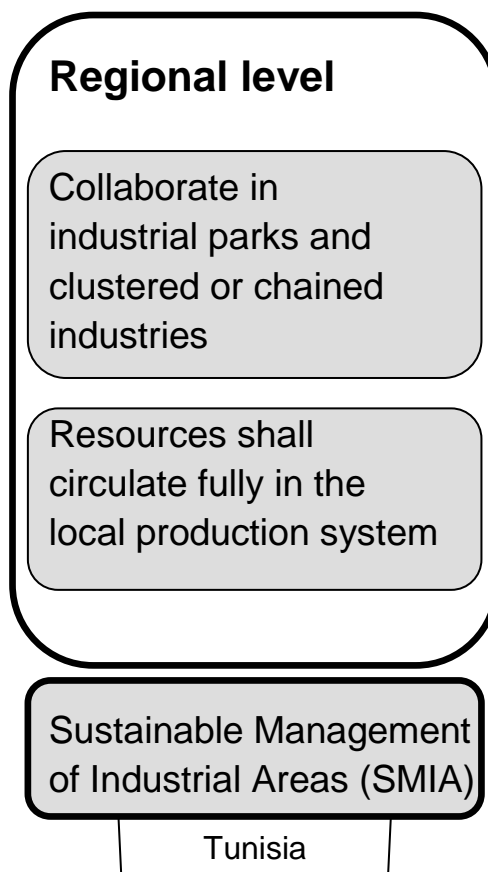 Regional level
Collaborate in
industrial parks and
clustered or chained
industries
Resources shall
circulate fully in the
local production system
Sustainable Management
of Industrial Areas (SMIA)
Tunisia